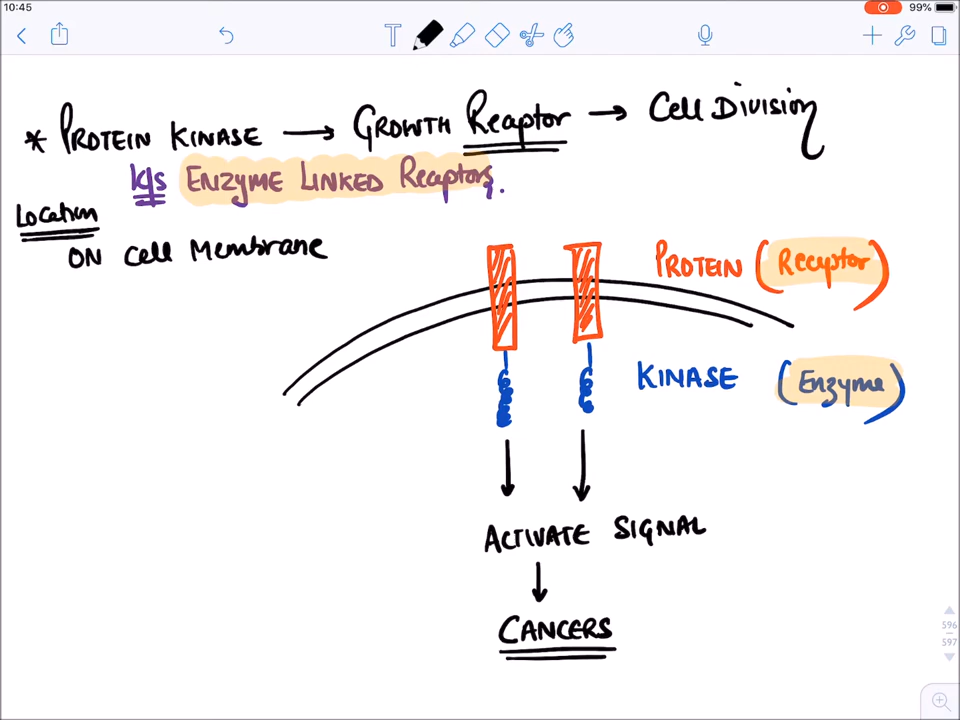 10:45
99%
T
* PROTEIN KINASE → GROWTH Receptor → Cell Division
k/s ENZYME LINKED Receptors.
Location
ON Cell Membrane
PROTEIN (Receptor)
KINASE (Enzyme)
ACTIVATE SIGNAL
CANCERS
596
597